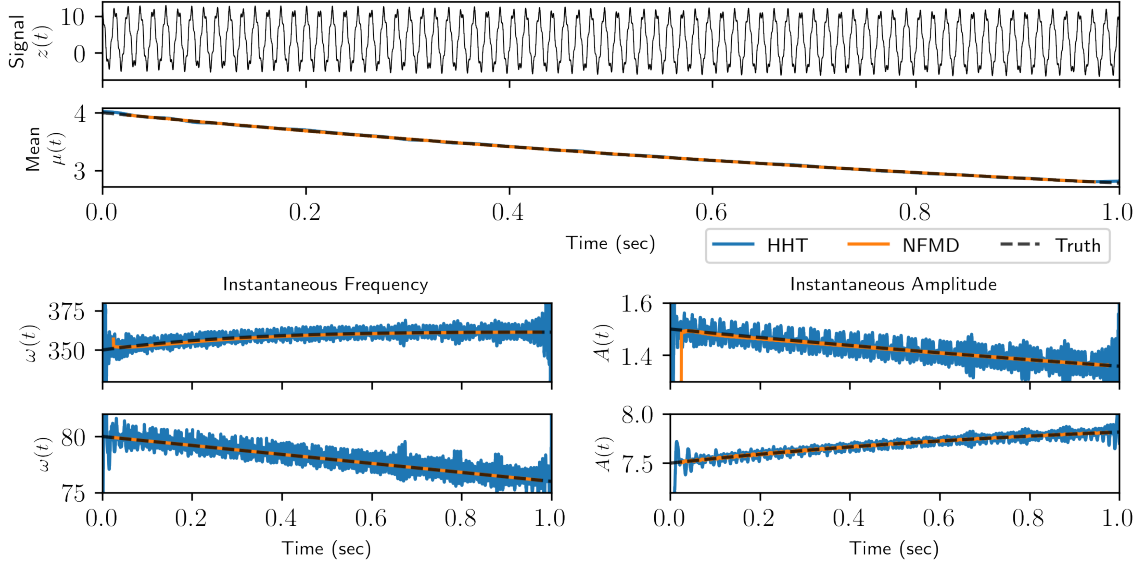 Signal
z(t)
10
0
Mean
μ(t)
4
3
0.0 0.2 0.4 0.6 0.8 1.0
Time (sec)
HHT NFMD Truth
Instantaneous Frequency Instantaneous Amplitude
ω(t)
375
350
A(t)
1.6
1.4
ω(t)
80
75
A(t)
8.0
7.5
0.0 0.2 0.4 0.6 0.8 1.0 0.0 0.2 0.4 0.6 0.8 1.0
Time (sec) Time (sec)